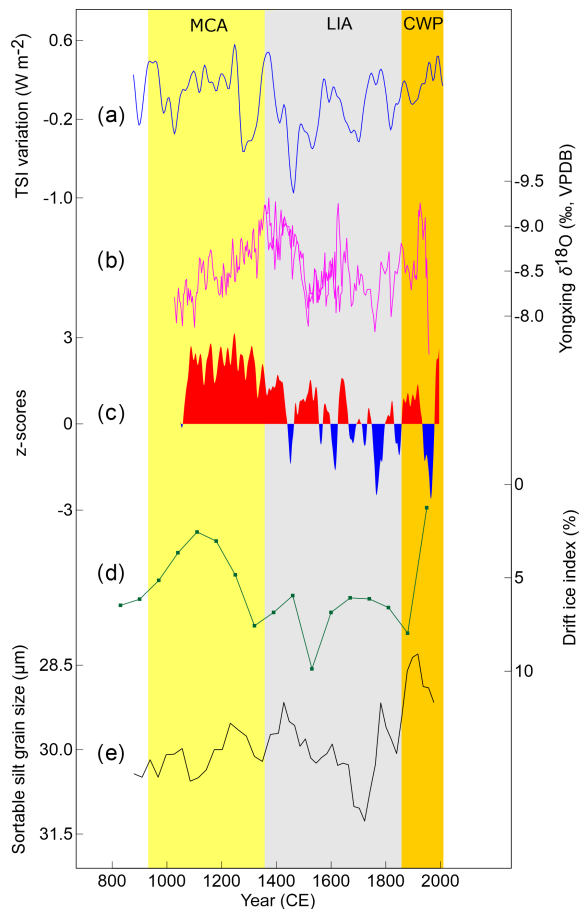 MCA LIA CWP
TSI variation (W m⁻²)
0.6
-0.2
-1.0
(a)
-9.5
-9.0
-8.5
-8.0
Yongxing δ¹⁸O (‰, VPDB)
(b)
3
0
-3
z-scores
(c)
0
5
10
Drift ice index (%)
(d)
28.5
30.0
31.5
Sortable silt grain size (µm)
(e)
800 1000 1200 1400 1600 1800 2000
Year (CE)